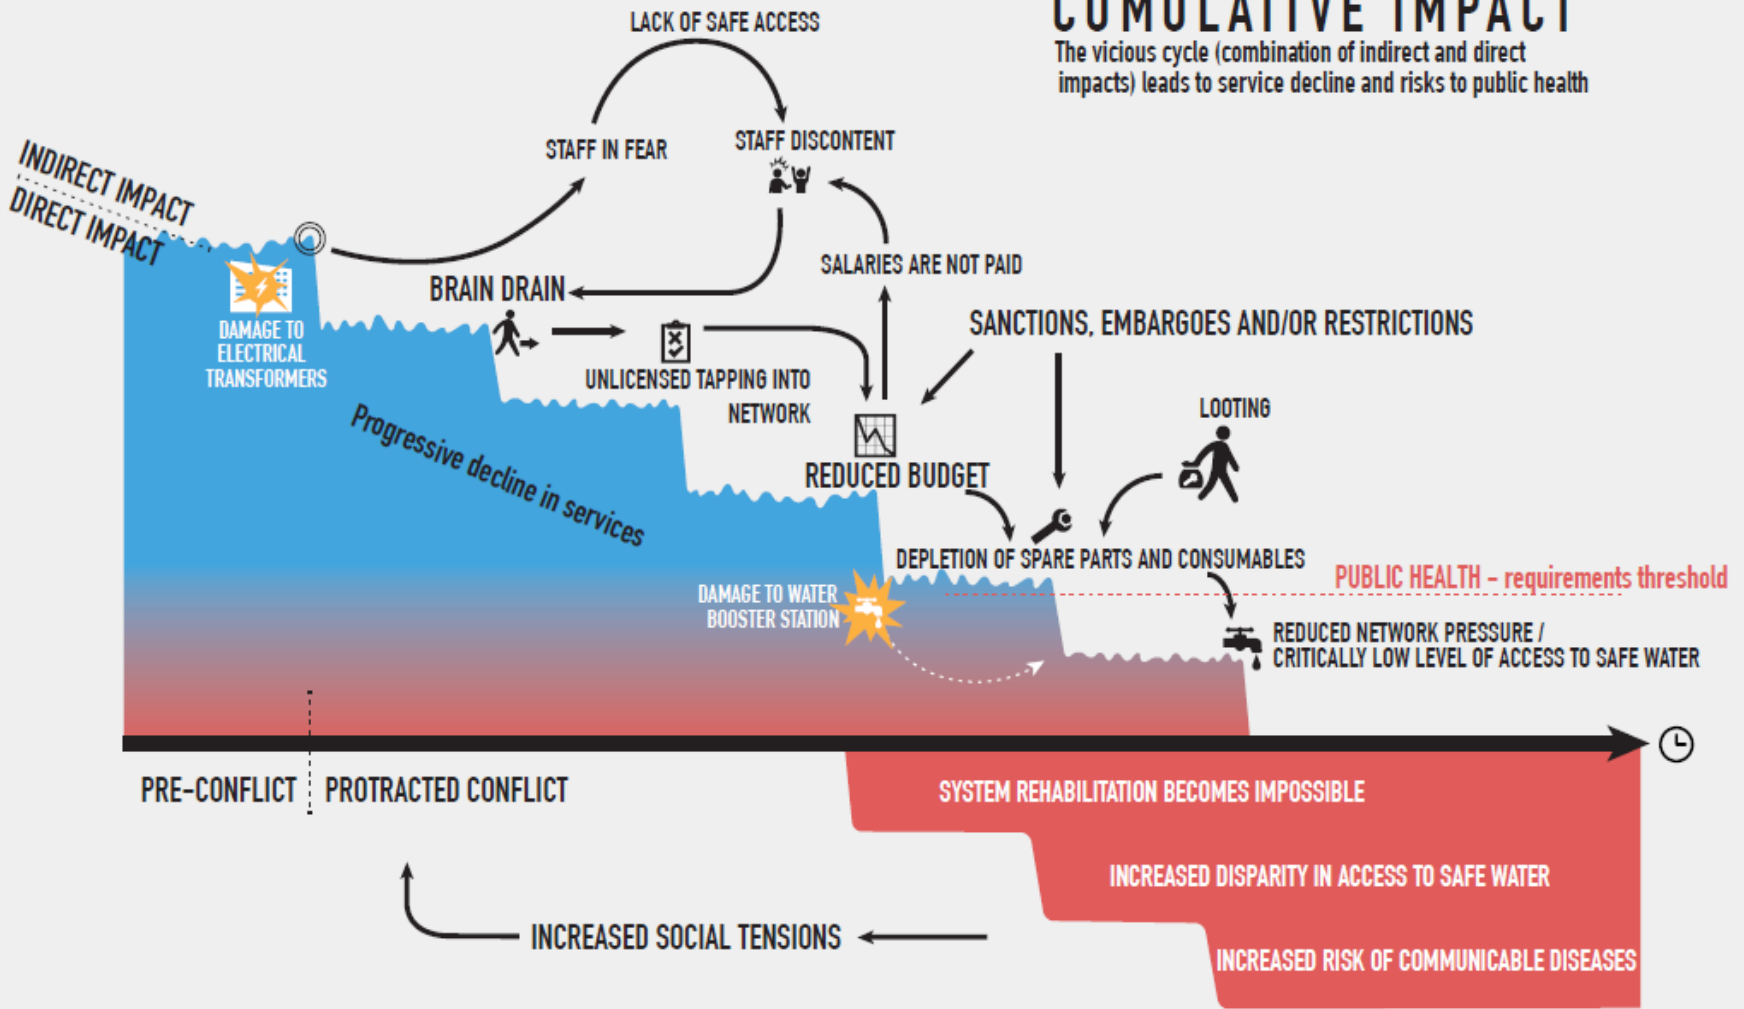 CUMULATIVE IMPACT
The vicious cycle (combination of indirect and direct
impacts) leads to service decline and risks to public health
LACK OF SAFE ACCESS
STAFF IN FEAR
STAFF DISCONTENT
INDIRECT IMPACT
DIRECT IMPACT
SALARIES ARE NOT PAID
BRAIN DRAIN
SANCTIONS, EMBARGOES AND/OR RESTRICTIONS
DAMAGE TO
ELECTRICAL
TRANSFORMERS
UNLICENSED TAPPING INTO
NETWORK
LOOTING
Progressive decline in services
REDUCED BUDGET
DEPLETION OF SPARE PARTS AND CONSUMABLES
PUBLIC HEALTH - requirements threshold
DAMAGE TO WATER
BOOSTER STATION
REDUCED NETWORK PRESSURE /
CRITICALLY LOW LEVEL OF ACCESS TO SAFE WATER
PRE-CONFLICT
PROTRACTED CONFLICT
SYSTEM REHABILITATION BECOMES IMPOSSIBLE
INCREASED DISPARITY IN ACCESS TO SAFE WATER
INCREASED SOCIAL TENSIONS
INCREASED RISK OF COMMUNICABLE DISEASES